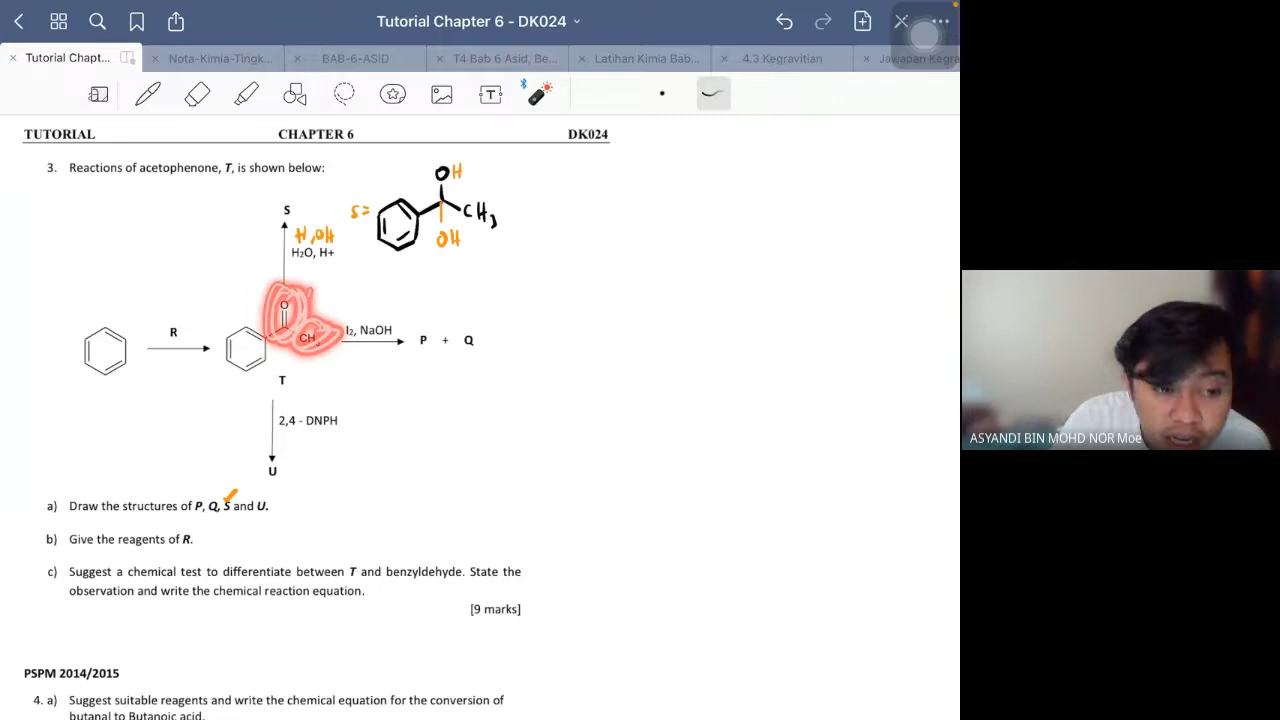 Tutorial Chapter 6 - DK024
Tutorial Chapt...
Nota-Kimia-Tingk...
BAB-6-ASID
T4 Bab 6 Asid, Be...
Latihan Kimia Bab...
4.3 Kegravitian
Jawapan Kegra
TUTORIAL CHAPTER 6 DK024
3. Reactions of acetophenone, T, is shown below:
OH
S
S=
CH3
H, OH
OH
H2O, H+
O
R
CH3
I2, NaOH
P + Q
T
2,4 - DNPH
U
a) Draw the structures of P, Q, S and U.
b) Give the reagents of R.
c) Suggest a chemical test to differentiate between T and benzyldehyde. State the
observation and write the chemical reaction equation.
[9 marks]
PSPM 2014/2015
4. a) Suggest suitable reagents and write the chemical equation for the conversion of
butanal to Butanoic acid.
ASYANDI BIN MOHD NOR Moe